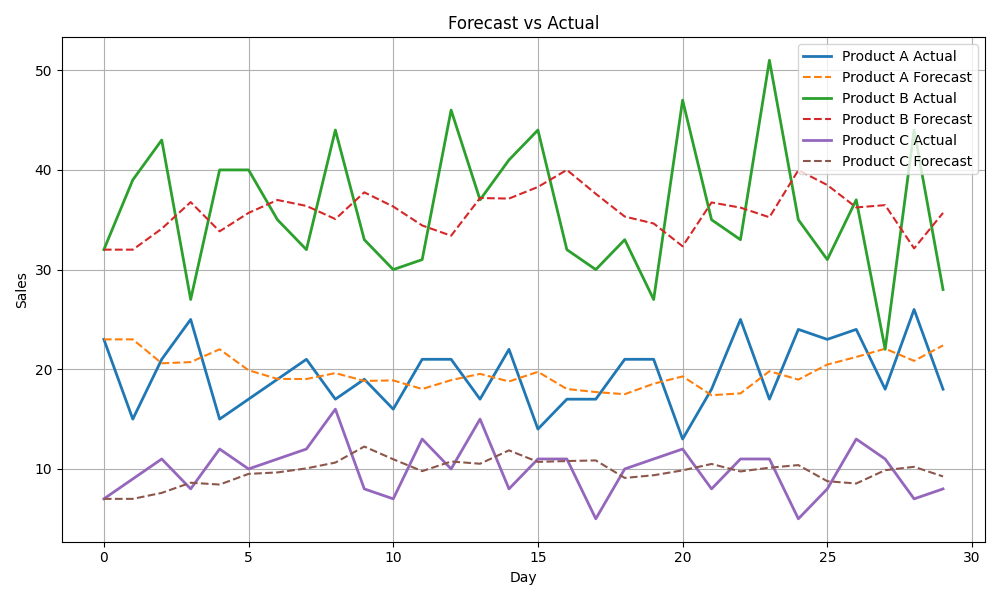 Forecast vs Actual
Product A Actual
Product A Forecast
Product B Actual
Product B Forecast
Product C Actual
Product C Forecast
50
40
30
20
10
Sales
0
5
10
15
20
25
30
Day